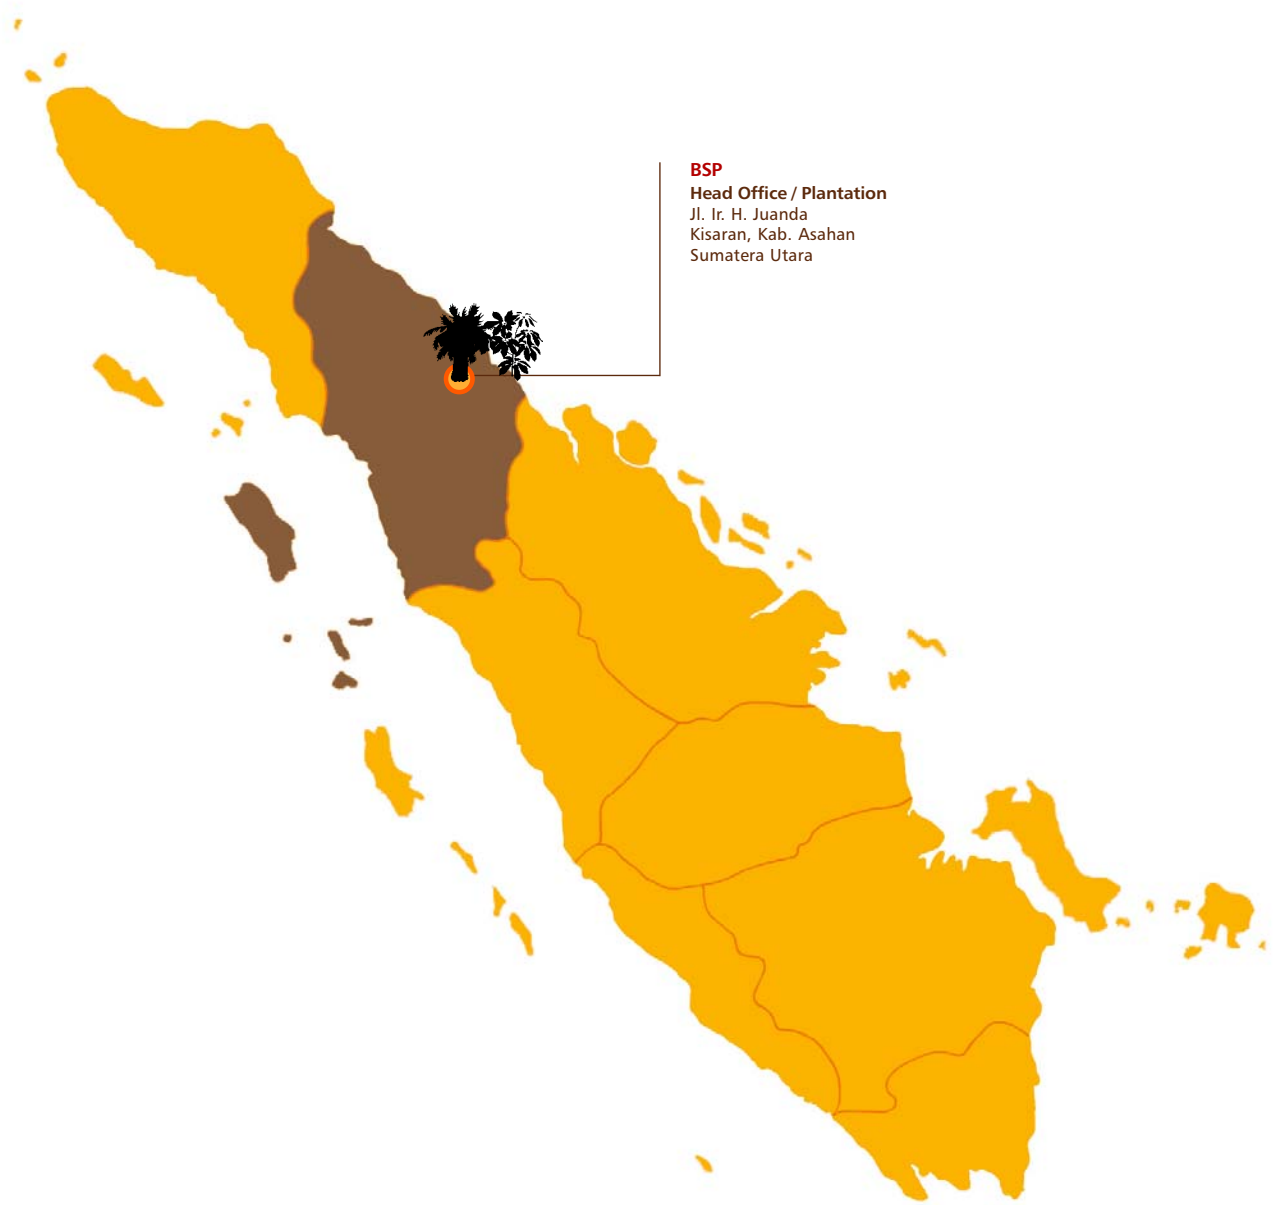 BSP
Head Office / Plantation
Jl. Ir. H. Juanda
Kisaran, Kab. Asahan
Sumatera Utara